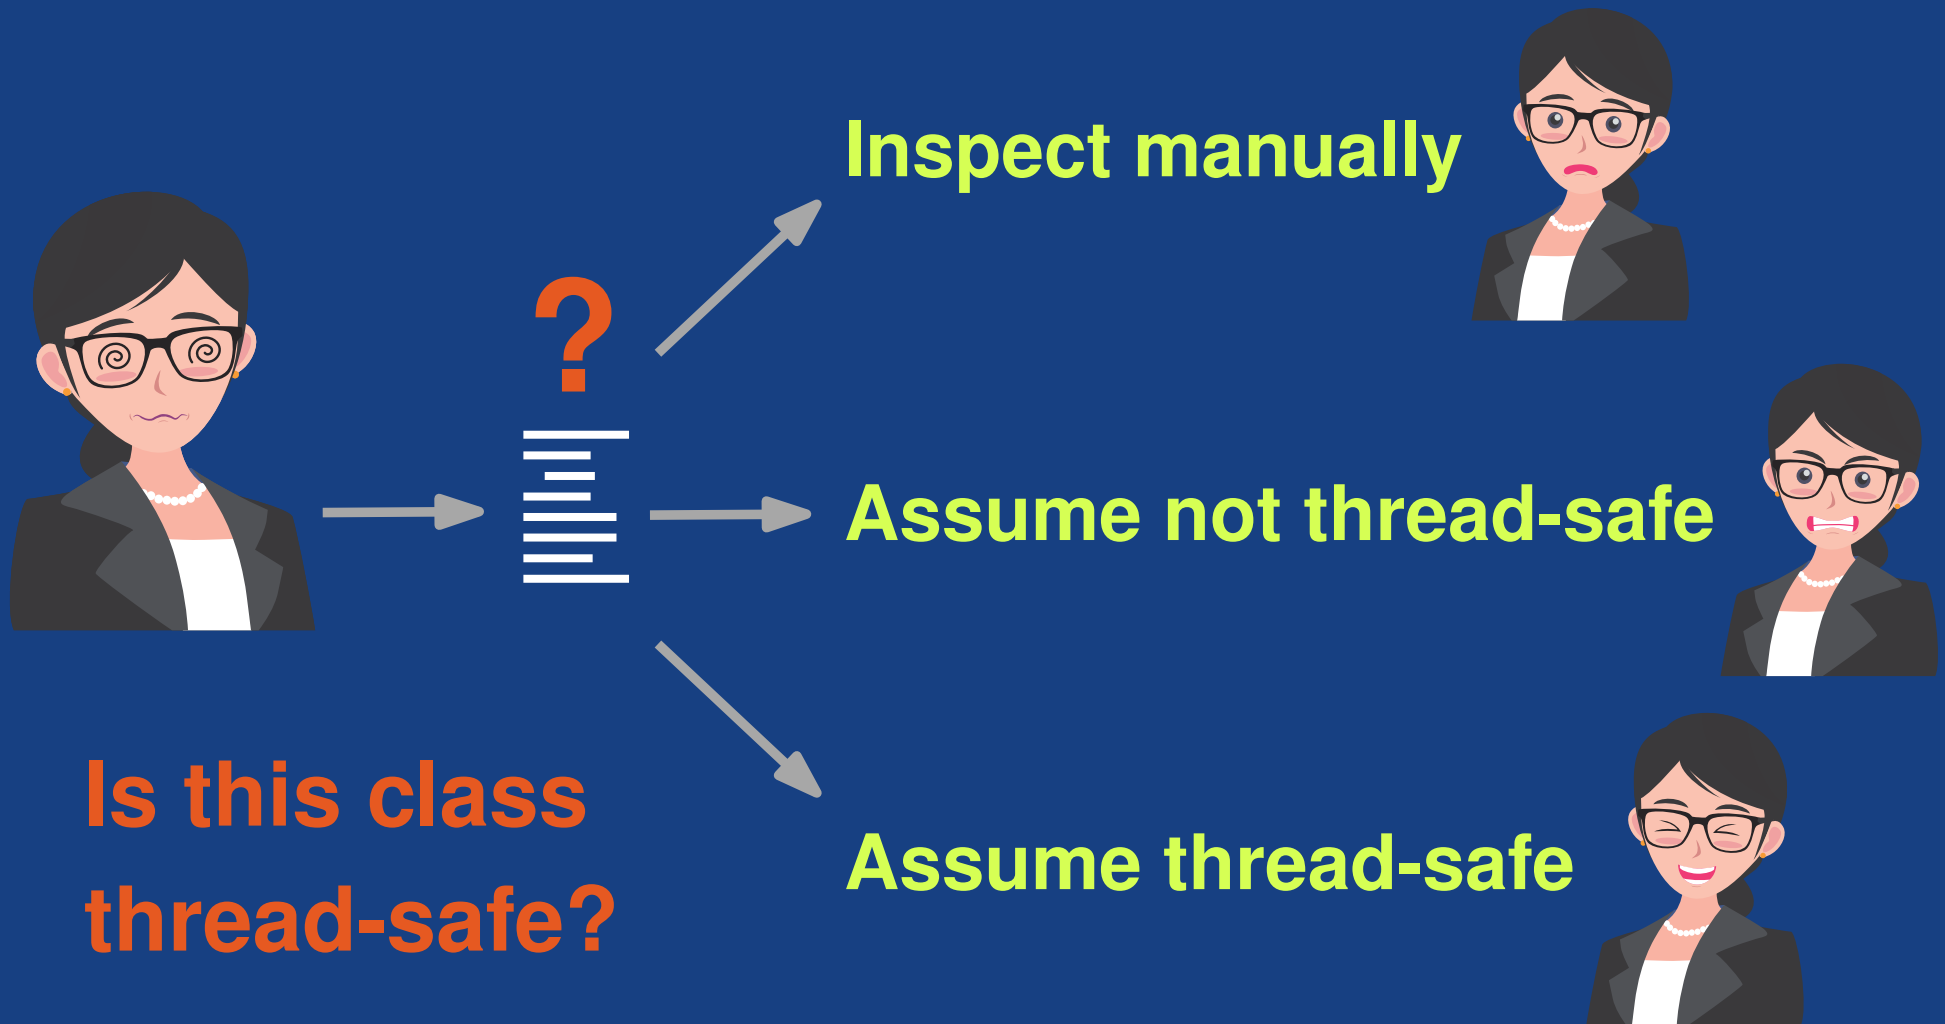 Inspect manually
?
Assume not thread-safe
Is this class
thread-safe?
Assume thread-safe